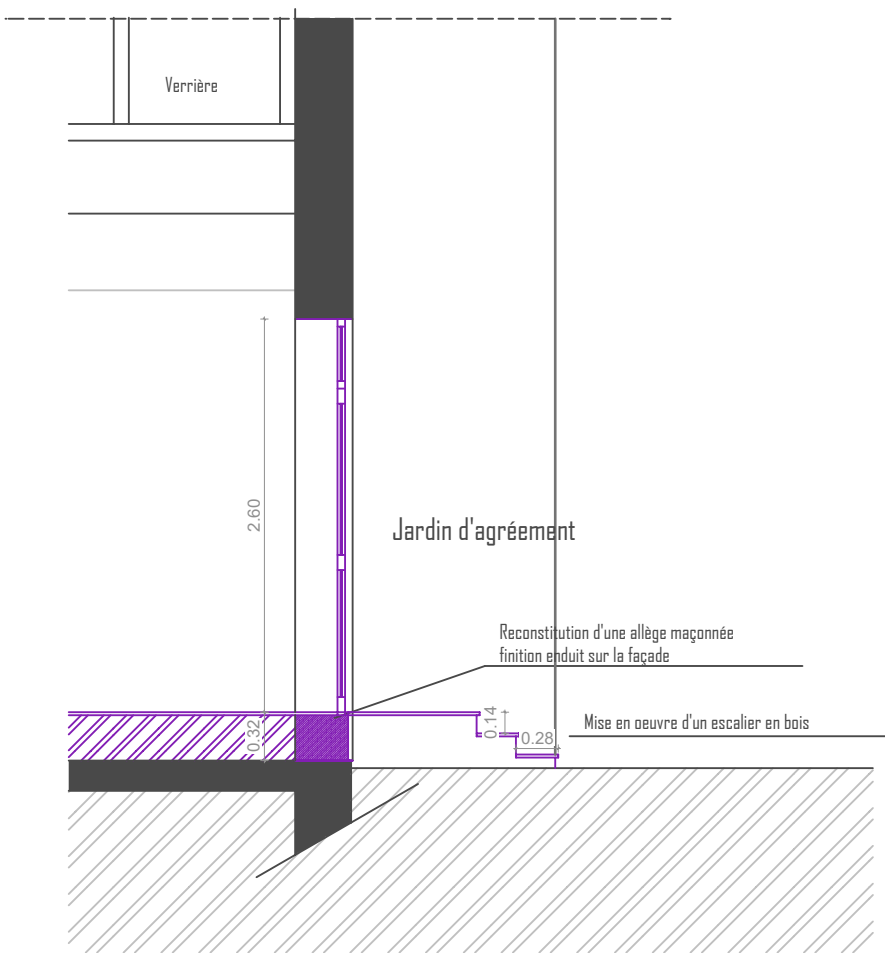 Verrière
2.60
Jardin d'agréement
Reconstitution d'une allège maçonnée
finition enduit sur la façade
0.32
0.14
0.28
Mise en oeuvre d'un escalier en bois